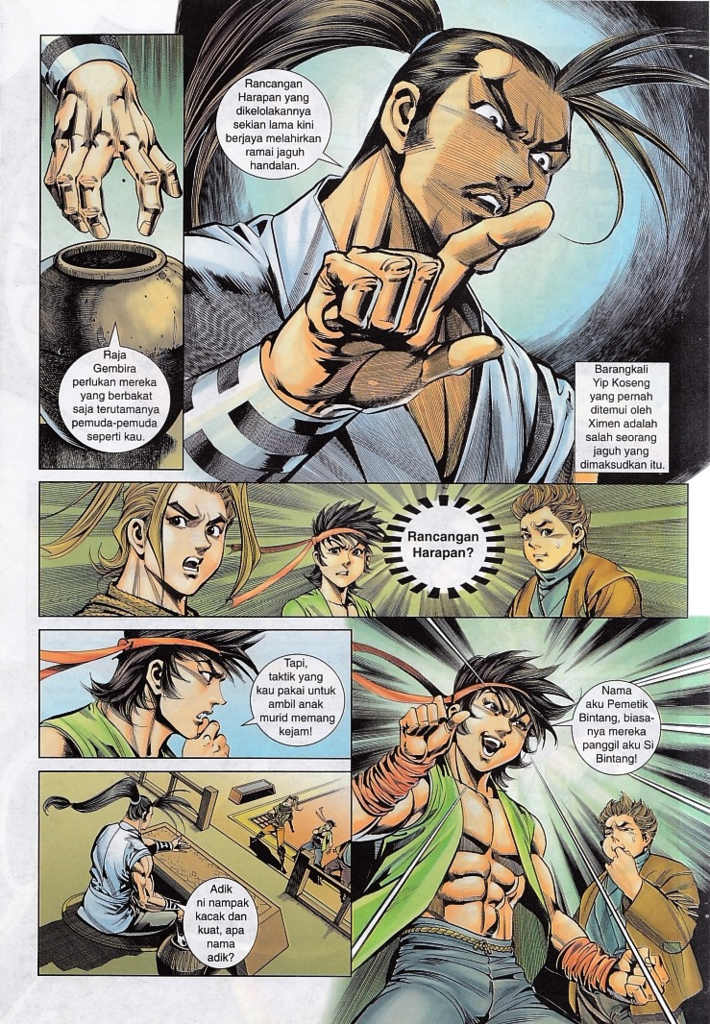 Rancangan
Harapan yang
dikelolakannya
sekian lama kini
berjaya melahirkan
ramai jaguh
handalan.
Raja
Gembira
perlukan mereka
yang berbakat
saja terutamanya
pemuda-pemuda
seperti kau.
Barangkali
Yip Koseng
yang pernah
ditemui oleh
Ximen adalah
salah seorang
jaguh yang
dimaksudkan itu.
Rancangan
Harapan?
Tapi,
taktik yang
kau pakai untuk
ambil anak
murid memang
kejam!
Adik
ni nampak
kacak dan
kuat, apa
nama
adik?
Nama
aku Pemetik
Bintang, biasa-
nya mereka
panggil aku Si
Bintang!